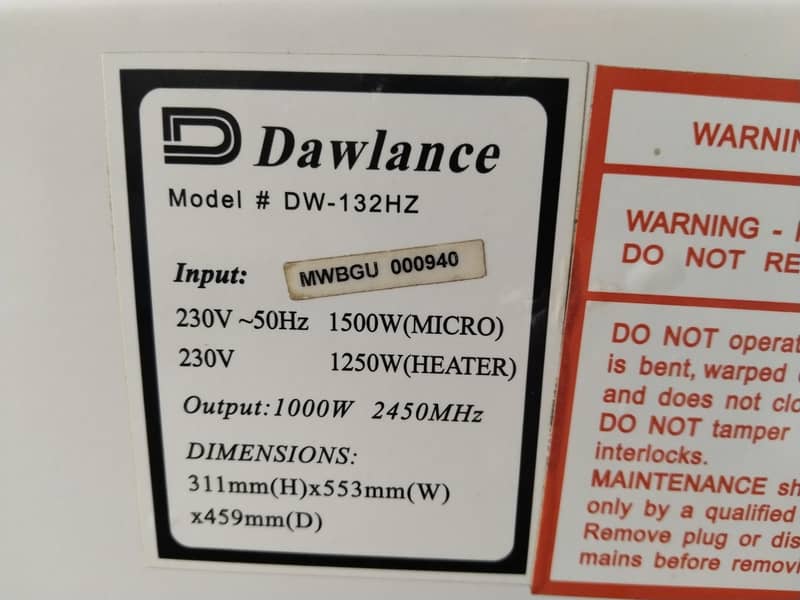 Dawlance
Model # DW-132HZ
Input:
MWBGU 000940
230V ~50Hz 1500W(MICRO)
230V 1250W(HEATER)
Output:1000W 2450MHz
DIMENSIONS:
311mm(H)x553mm(W)
x459mm(D)
WARNING -
DO NOT
DO NOT
is bent, warped
and does not
DO NOT tamper
interlocks.
MAINTENANCE
only by a qualified
Remove plug or
mains before